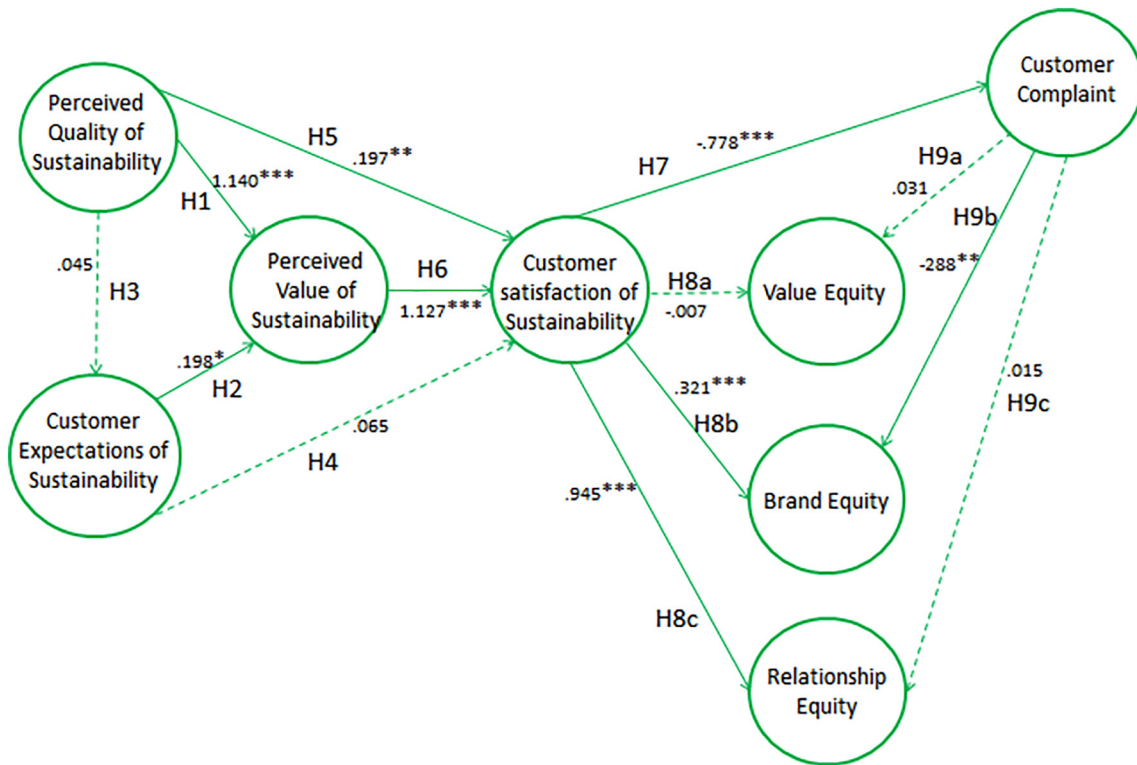 Customer
Complaint
Perceived
Quality of
Sustainability
H5
.197**
H7
-.778***
H9a
.031
H1
1.140***
H9b
-288**
.045
H3
Perceived
Value of
Sustainability
H6
1.127***
Customer
satisfaction of
Sustainability
H8a
-.007
Value Equity
.198*
H2
.015
H9c
Customer
Expectations of
Sustainability
.065
H4
.321***
H8b
.945***
Brand Equity
H8c
Relationship
Equity